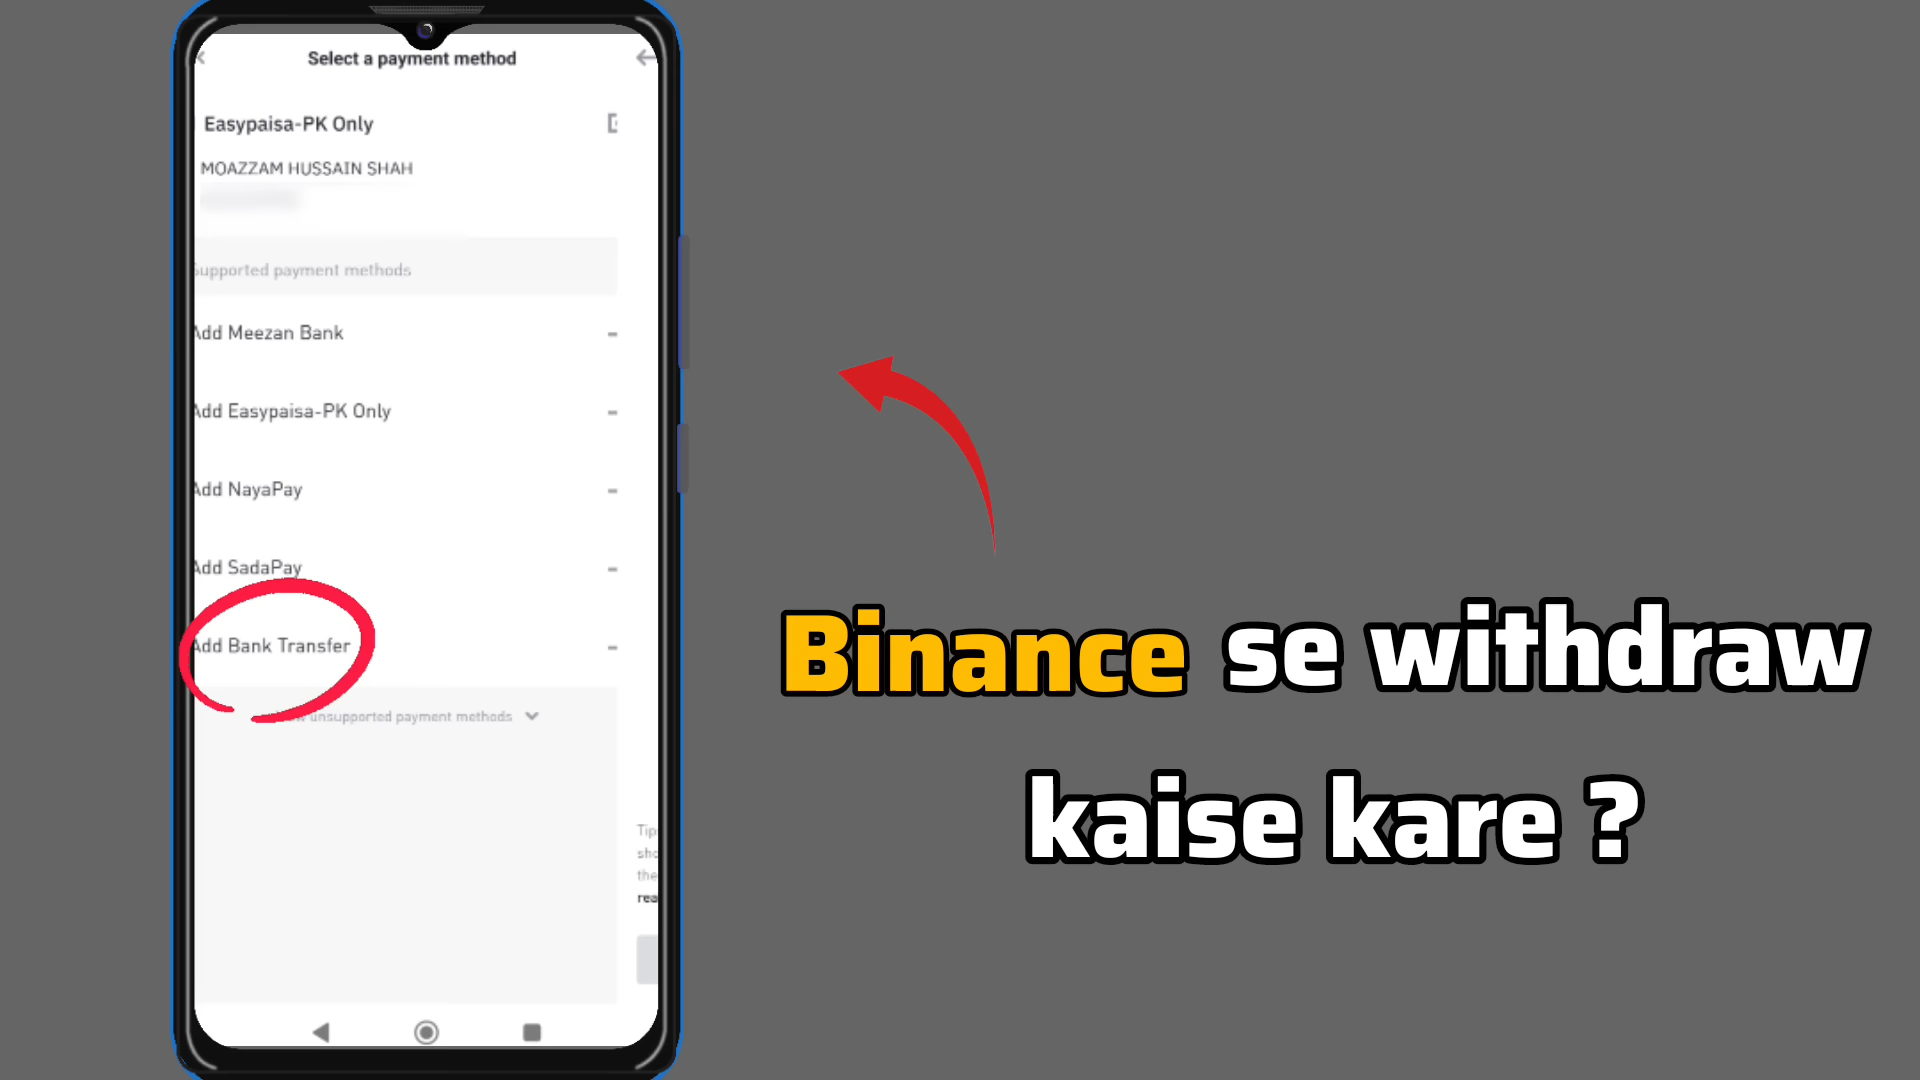 Select a payment method
Easypaisa-PK Only
MOAZZAM HUSSAIN SHAH
Supported payment methods
Add Meezan Bank
Add Easypaisa-PK Only
Add NayaPay
Add SadaPay
Add Bank Transfer
unsupported payment methods
Binance se withdraw
kaise kare ?